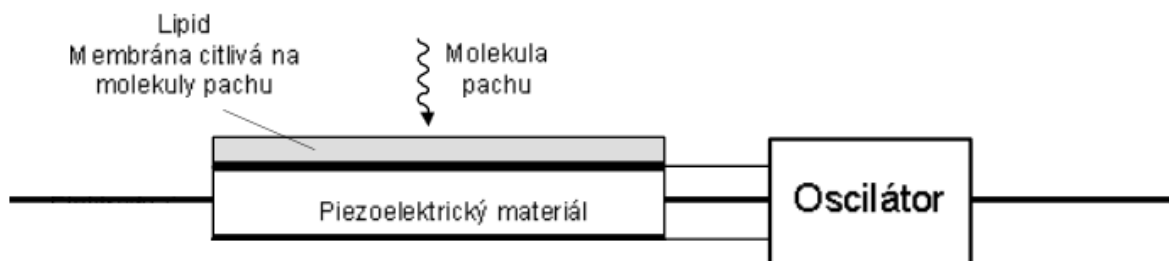 Lipid
Membrána citlivá na
molekuly pachu
Molekula
pachu
Piezoelektrický materiál
Oscilátor